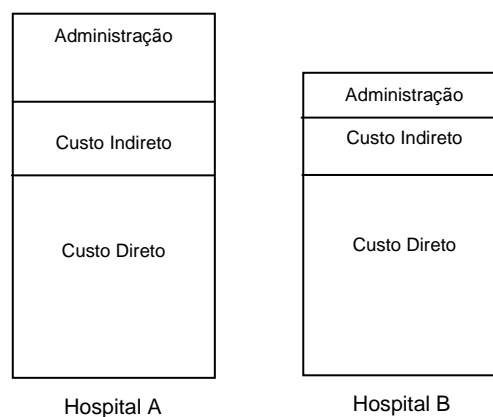 Administração
Custo Indireto
Custo Direto
Hospital A
Administração
Custo Indireto
Custo Direto
Hospital B